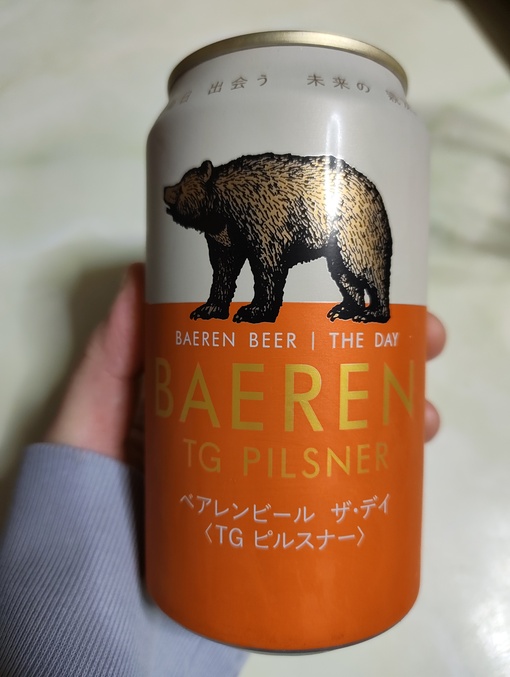 出会う 未来の
BAEREN BEER | THE DAY
BAEREN
TG PILSNER
ベアレンビール ザ・デイ
〈TG ピルスナー〉